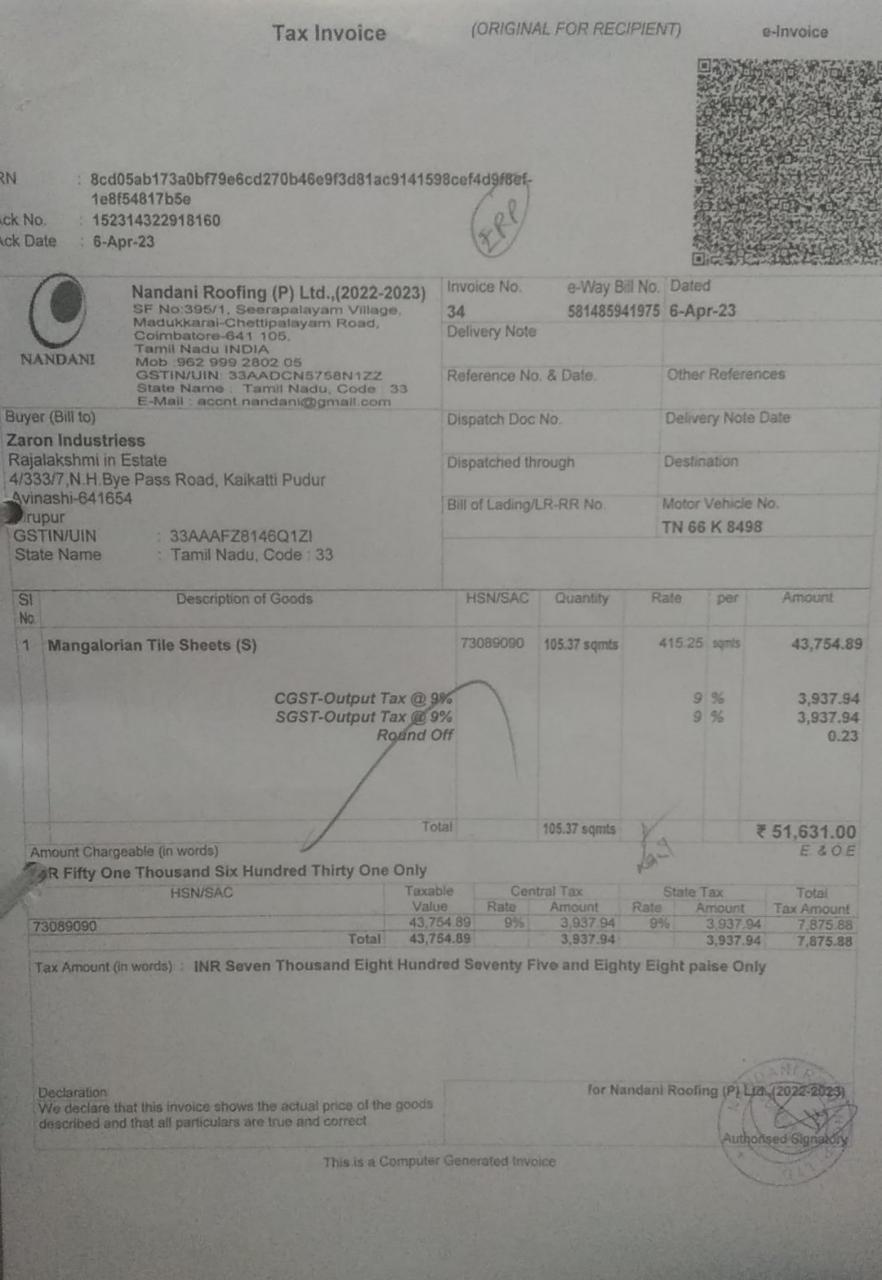 Tax Invoice
(ORIGINAL FOR RECIPIENT)
e-Invoice
RN : 8cd05ab173a0bf79e6cd270b46e9f3d81ac9141598cef4d9f8ef-
1e8f54817b5e
Ack No. : 152314322918160
Ack Date : 6-Apr-23
ERP
NANDANI
Nandani Roofing (P) Ltd.,(2022-2023)
SF No:395/1, Seerapalayam Village,
Madukkarai-Chettipalayam Road,
Coimbatore-641 105.
Tamil Nadu INDIA
Mob :962 999 2802 05
GSTIN/UIN: 33AADCN5758N1ZZ
State Name : Tamil Nadu, Code : 33
E-Mail : accnt.nandani@gmail.com
Invoice No. e-Way Bill No. Dated
34 581485941975 6-Apr-23
Delivery Note
Reference No. & Date. Other References
Buyer (Bill to)
Zaron Industriess
Rajalakshmi in Estate
4/333/7,N.H.Bye Pass Road, Kaikatti Pudur
Avinashi-641654
irupur
GSTIN/UIN : 33AAAFZ8146Q1ZI
State Name : Tamil Nadu, Code : 33
Dispatch Doc No. Delivery Note Date
Dispatched through Destination
Bill of Lading/LR-RR No. Motor Vehicle No.
TN 66 K 8498
Sl Description of Goods HSN/SAC Quantity Rate per Amount
No.
1 Mangalorian Tile Sheets (S) 73089090 105.37 sqmts 415.25 sqmts 43,754.89
CGST-Output Tax @ 9% 9 % 3,937.94
SGST-Output Tax @ 9% 9 % 3,937.94
Round Off 0.23
Total 105.37 sqmts ₹ 51,631.00
Amount Chargeable (in words) E & O E
R Fifty One Thousand Six Hundred Thirty One Only
HSN/SAC Taxable Central Tax State Tax Total
Value Rate Amount Rate Amount Tax Amount
73089090 43,754.89 9% 3,937.94 9% 3,937.94 7,875.88
Total 43,754.89 3,937.94 3,937.94 7,875.88
Tax Amount (in words) : INR Seven Thousand Eight Hundred Seventy Five and Eighty Eight paise Only
Declaration
We declare that this invoice shows the actual price of the goods
described and that all particulars are true and correct
for Nandani Roofing (P) Ltd.,(2022-2023)
Authorised Signatory
This is a Computer Generated Invoice